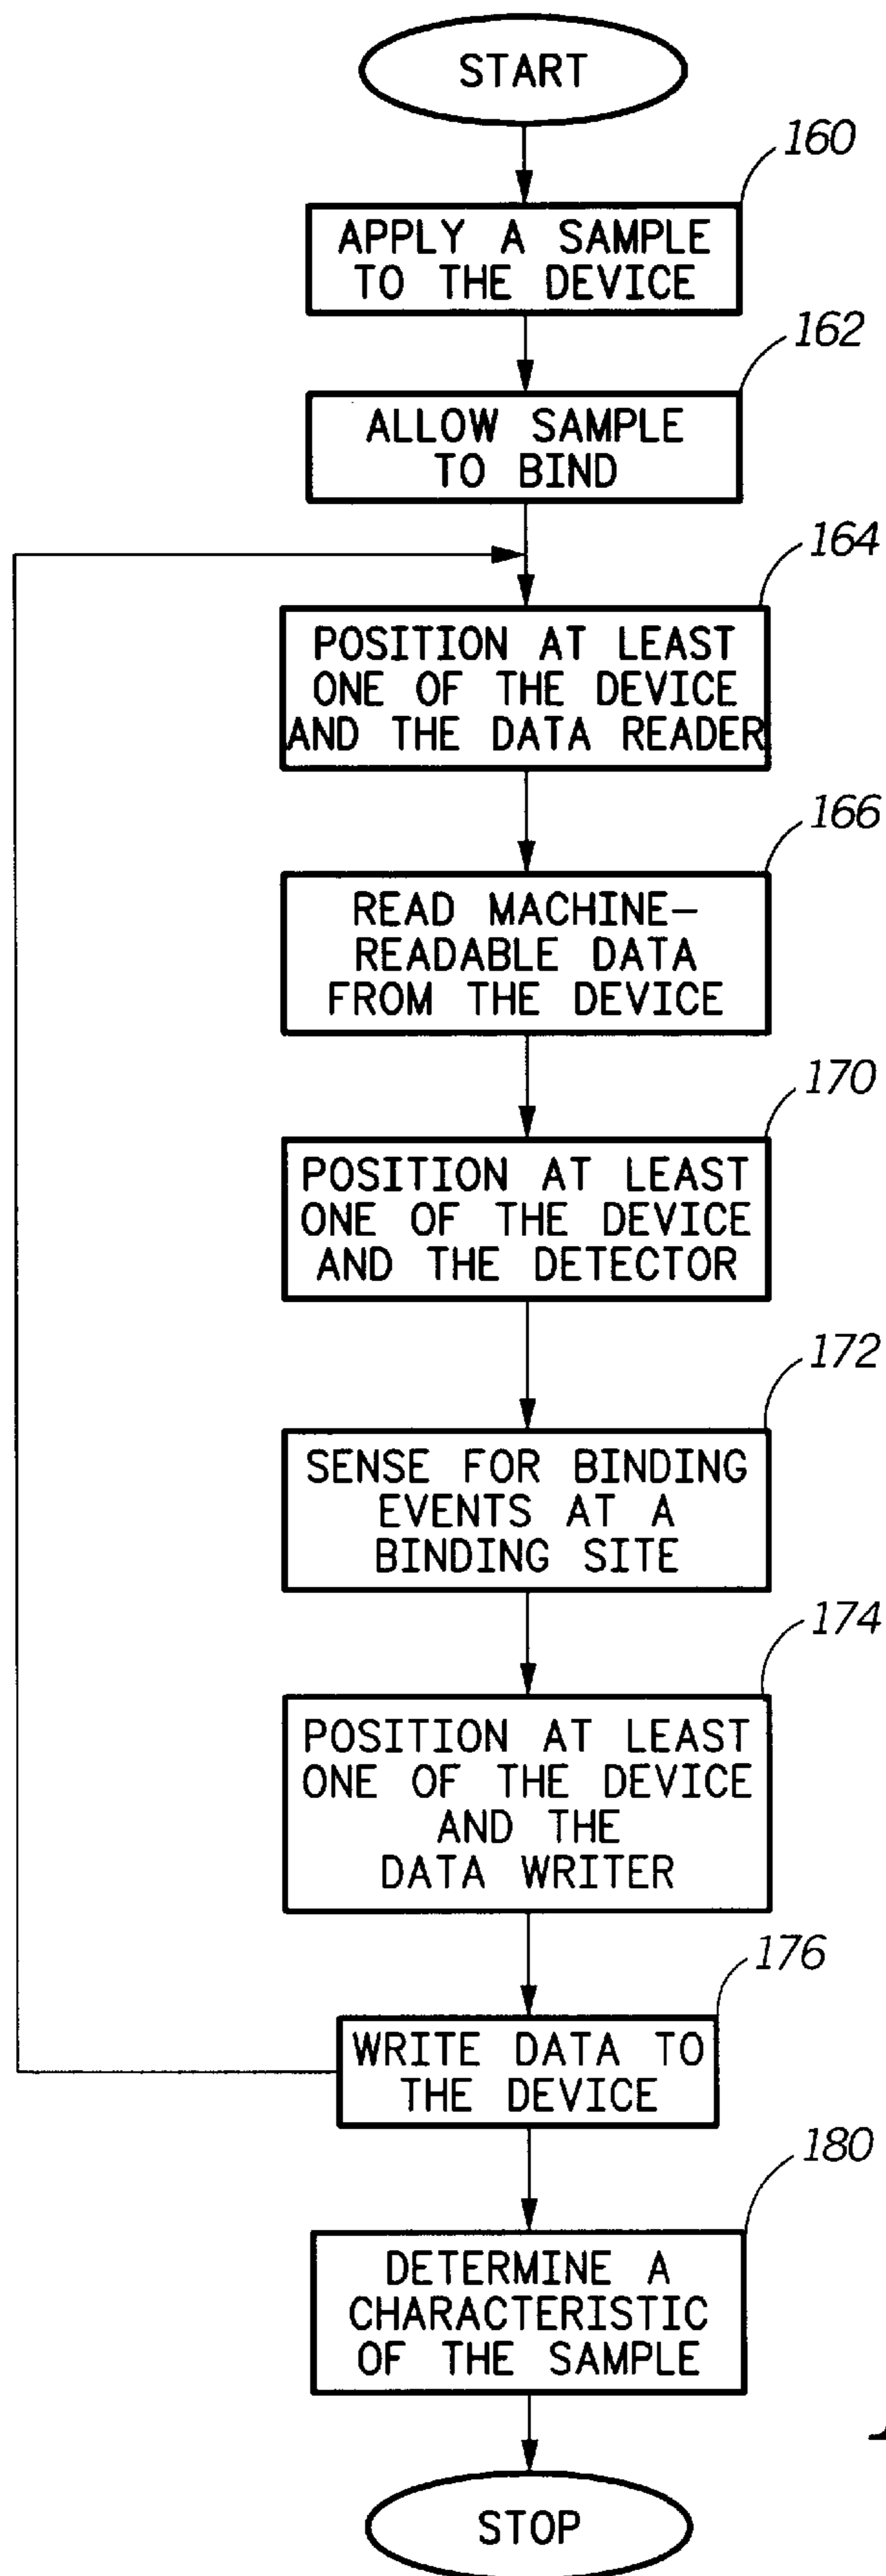 START
160
APPLY A SAMPLE
TO THE DEVICE
162
ALLOW SAMPLE
TO BIND
164
POSITION AT LEAST
ONE OF THE DEVICE
AND THE DATA READER
166
READ MACHINE-
READABLE DATA
FROM THE DEVICE
170
POSITION AT LEAST
ONE OF THE DEVICE
AND THE DETECTOR
172
SENSE FOR BINDING
EVENTS AT A
BINDING SITE
174
POSITION AT LEAST
ONE OF THE DEVICE
AND THE
DATA WRITER
176
WRITE DATA TO
THE DEVICE
180
DETERMINE A
CHARACTERISTIC
OF THE SAMPLE
STOP